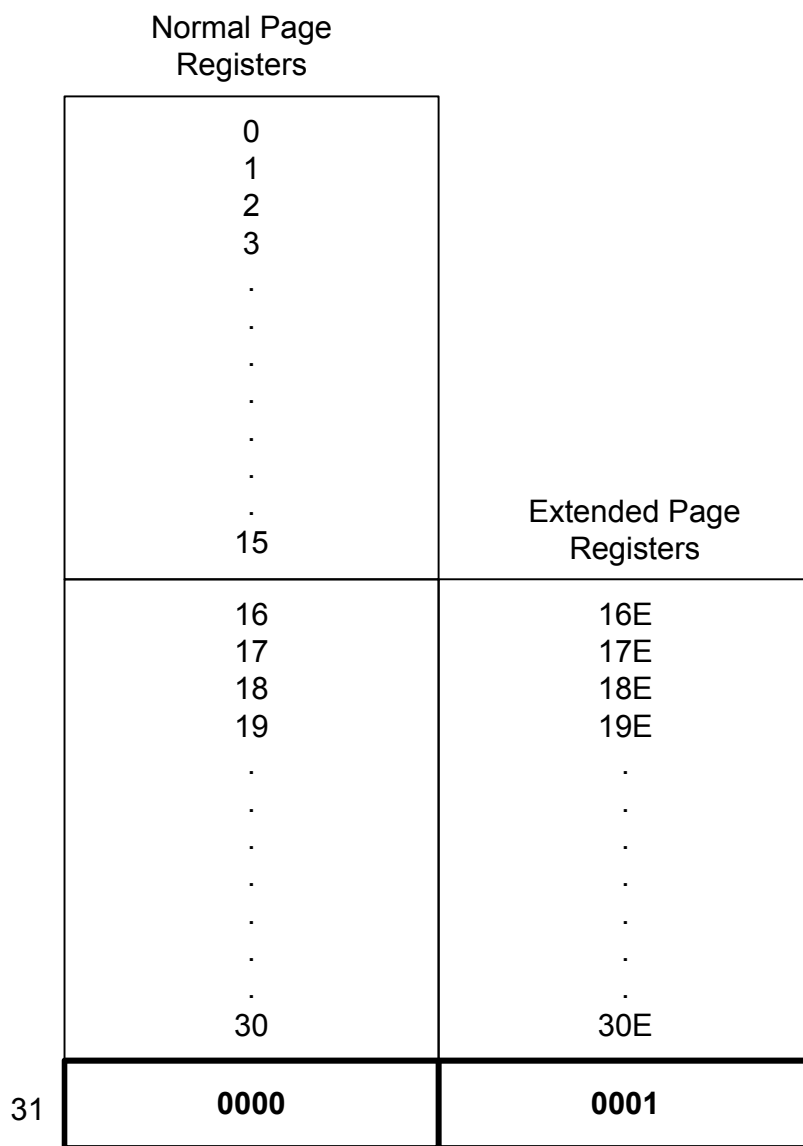 Normal Page
Registers
0
1
2
3
.
.
.
.
.
.
.
15
Extended Page
Registers
16 16E
17 17E
18 18E
19 19E
. .
. .
. .
. .
. .
. .
. .
30 30E
31 0000 0001